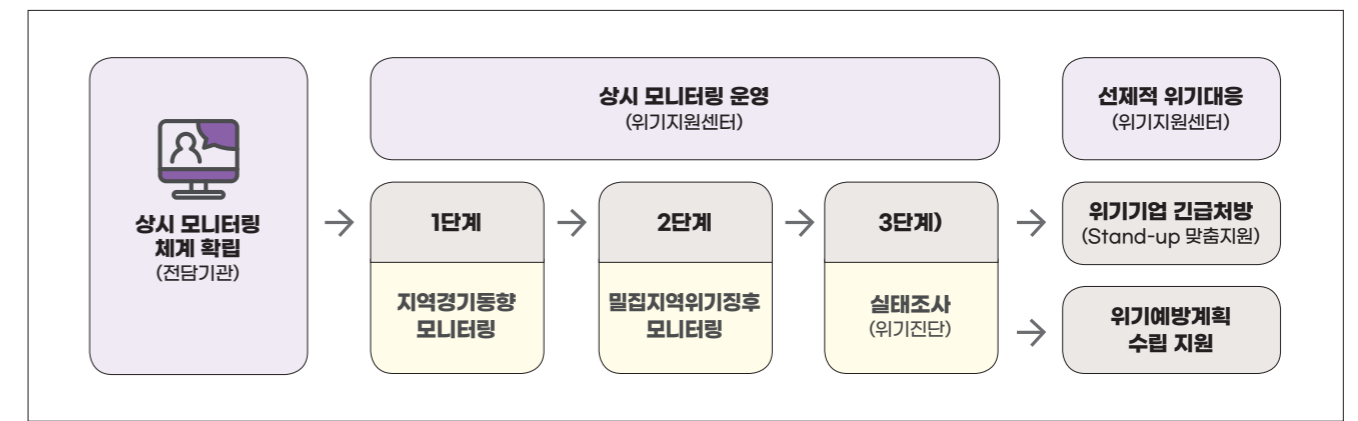 상시 모니터링
체계 확립
(전담기관)
상시 모니터링 운영
(위기지원센터)
1단계
지역경기동향
모니터링
2단계
밀집지역위기징후
모니터링
3단계)
실태조사
(위기진단)
선제적 위기대응
(위기지원센터)
위기기업 긴급처방
(Stand-up 맞춤지원)
위기예방계획
수립 지원